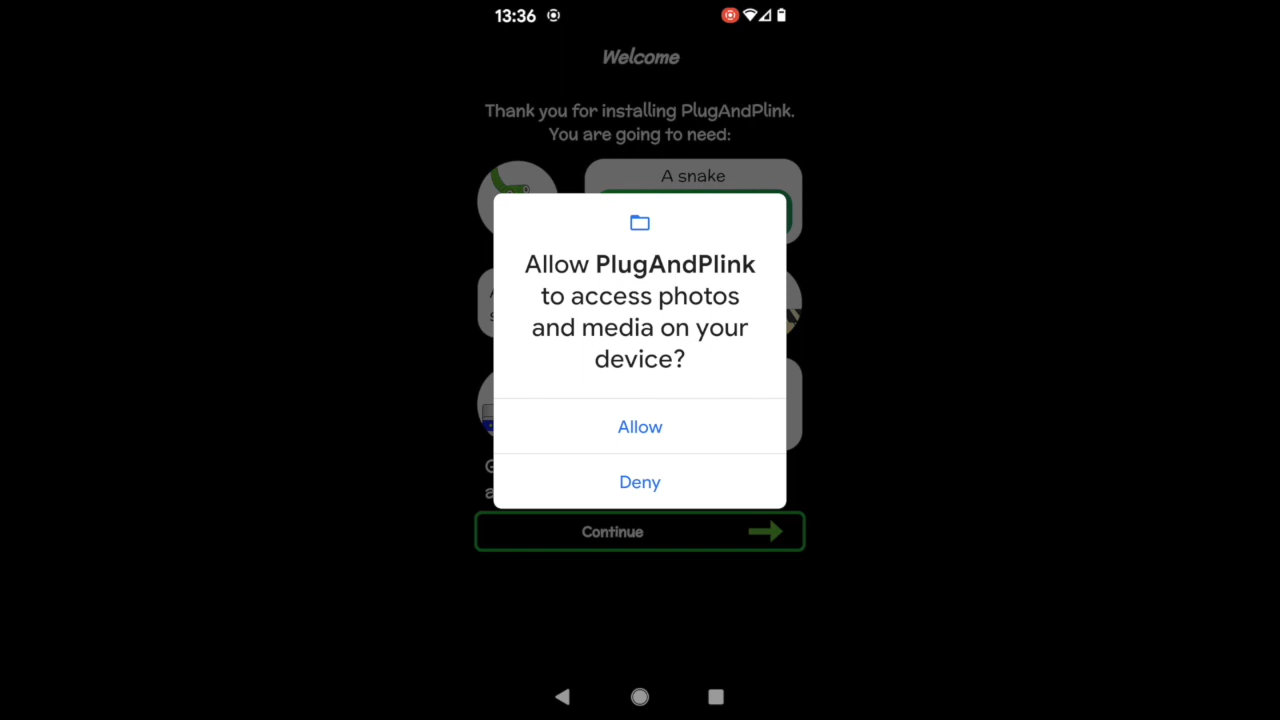 13:36
Welcome
Thank you for installing PlugAndPlink.
You are going to need:
A snake
Allow PlugAndPlink
to access photos
and media on your
device?
Allow
Deny
Continue